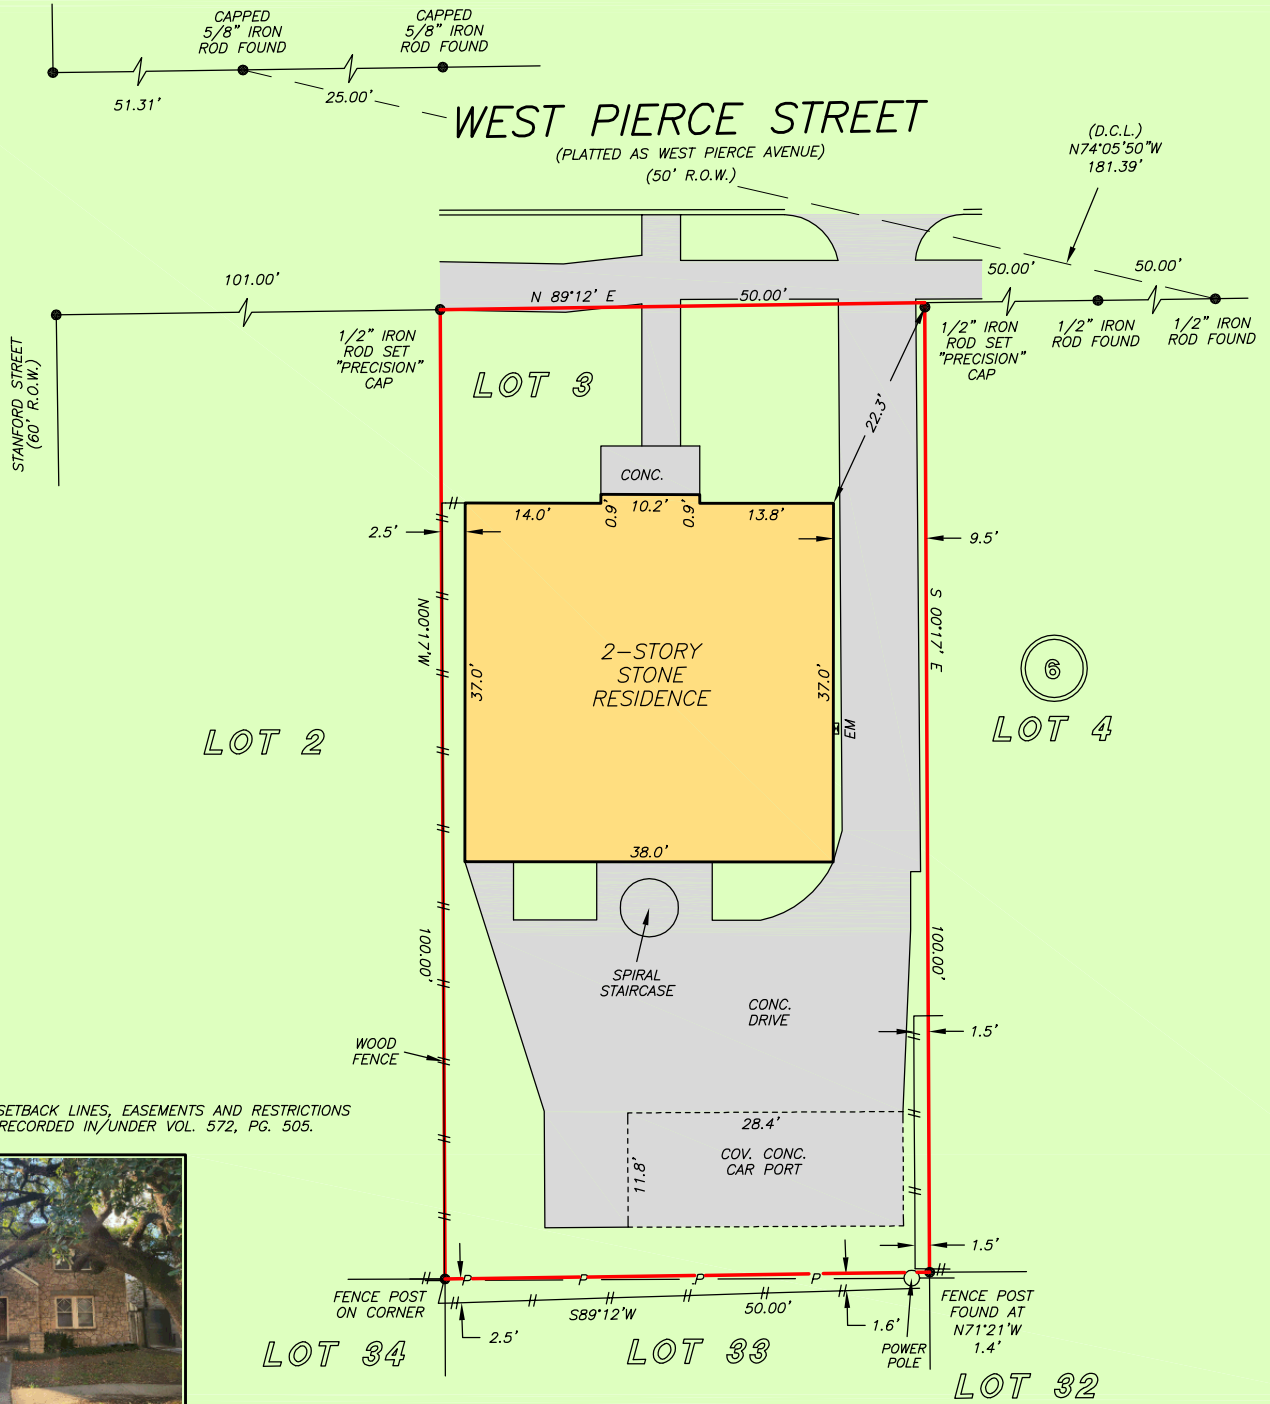 CAPPED
5/8" IRON
ROD FOUND
CAPPED
5/8" IRON
ROD FOUND
51.31'
25.00'
WEST PIERCE STREET
(PLATTED AS WEST PIERCE AVENUE)
(50' R.O.W.)
(D.C.L.)
N74°05'50"W
181.39'
101.00'
N 89°12' E
50.00'
50.00'
50.00'
1/2" IRON
ROD SET
"PRECISION"
CAP
1/2" IRON
ROD SET
"PRECISION"
CAP
1/2" IRON
ROD FOUND
1/2" IRON
ROD FOUND
STANFORD STREET
(60' R.O.W.)
LOT 3
22.3'
CONC.
14.0'
0.9'
10.2'
0.9'
13.8'
2.5'
9.5'
N00°17'W
S 00°17' E
2-STORY
STONE
RESIDENCE
37.0'
37.0'
EM
6
LOT 2
LOT 4
38.0'
100.00'
100.00'
SPIRAL
STAIRCASE
CONC.
DRIVE
1.5'
WOOD
FENCE
SETBACK LINES, EASEMENTS AND RESTRICTIONS
RECORDED IN/UNDER VOL. 572, PG. 505.
28.4'
COV. CONC.
CAR PORT
11.8'
1.5'
P
P
P
P
FENCE POST
ON CORNER
S89°12'W
50.00'
2.5'
1.6'
POWER
POLE
FENCE POST
FOUND AT
N71°21'W
1.4'
LOT 34
LOT 33
LOT 32